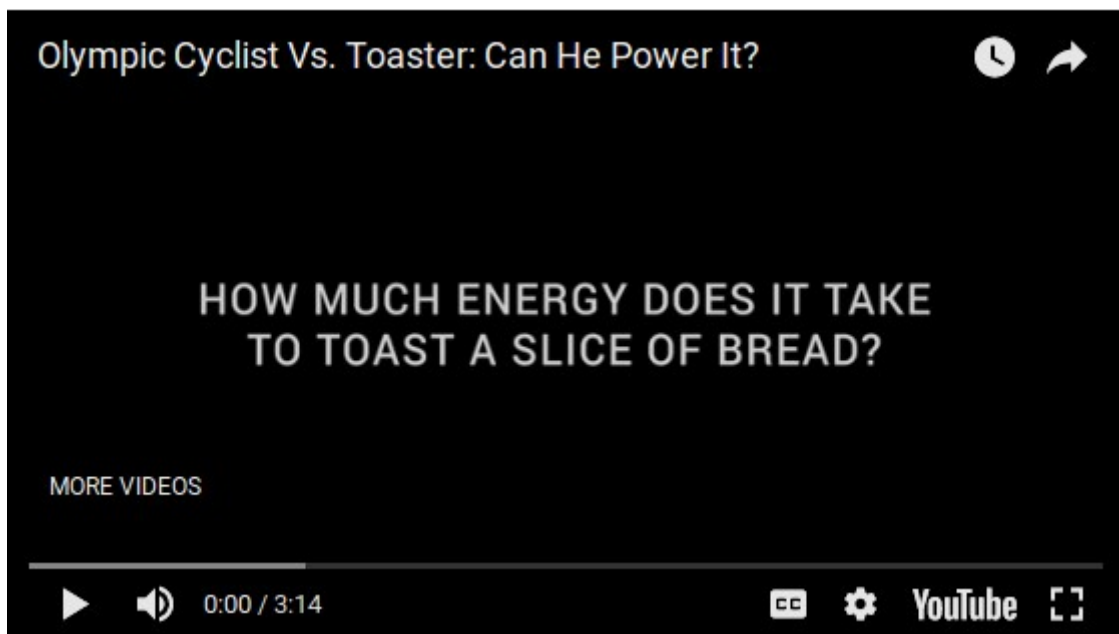 Olympic Cyclist Vs. Toaster: Can He Power It?
HOW MUCH ENERGY DOES IT TAKE
TO TOAST A SLICE OF BREAD?
MORE VIDEOS
0:00 / 3:14
CC
YouTube